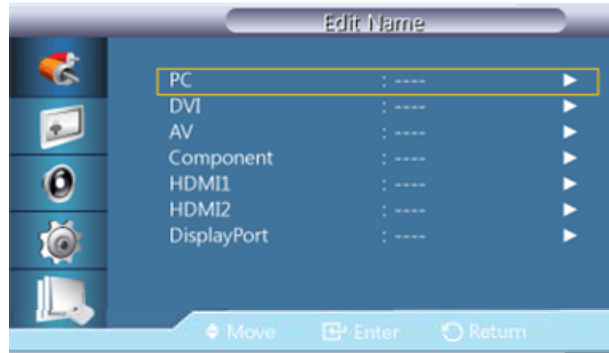 Edit Name
PC : ---- ►
DVI : ---- ►
AV : ---- ►
Component : ---- ►
HDMI1 : ---- ►
HDMI2 : ---- ►
DisplayPort : ---- ►
Move Enter Return